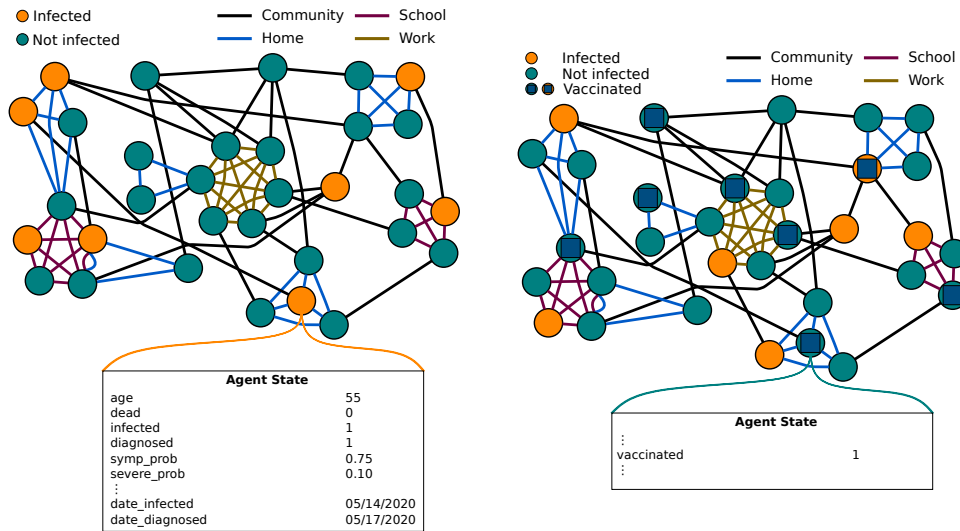 Infected
Not infected
Community
Home
School
Work
Agent State
age 55
dead 0
infected 1
diagnosed 1
symp_prob 0.75
severe_prob 0.10
⋮
date_infected 05/14/2020
date_diagnosed 05/17/2020
Infected
Not infected
Vaccinated
Community
Home
School
Work
Agent State
⋮
vaccinated 1
⋮